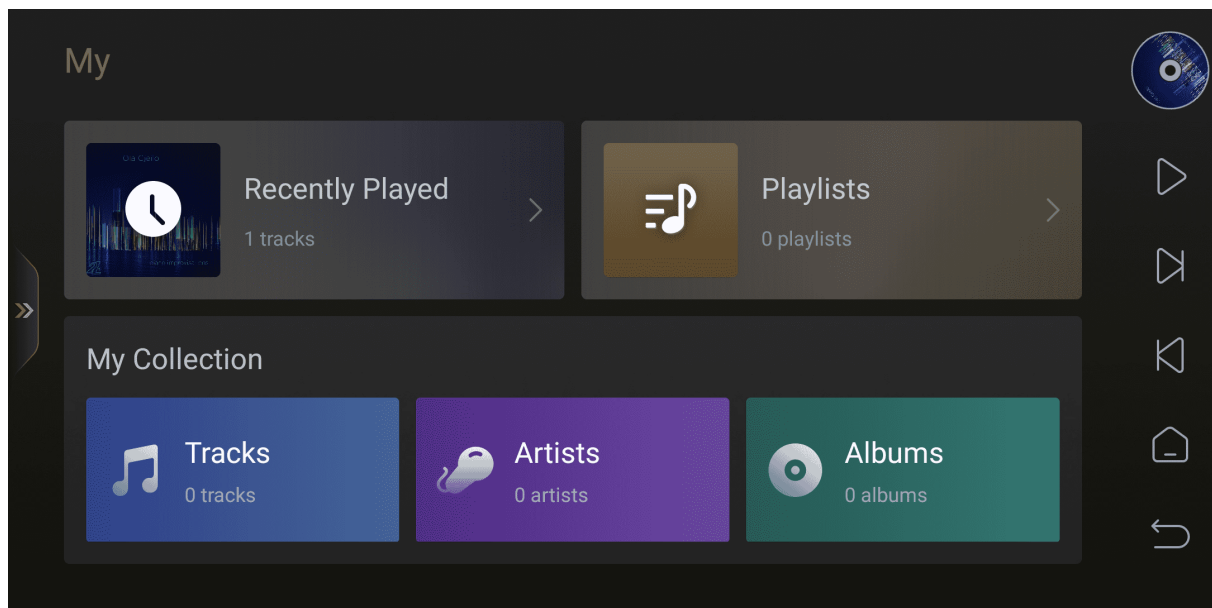 My
Recently Played
1 tracks
Playlists
0 playlists
My Collection
Tracks
0 tracks
Artists
0 artists
Albums
0 albums